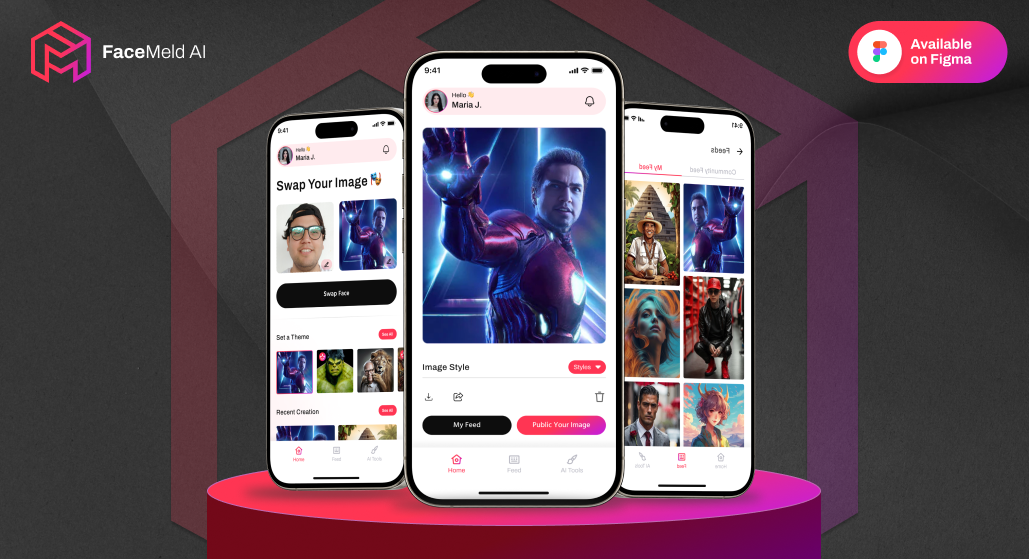 FaceMeld AI
Available
on Figma
9:41
Hello 👋
Maria J.
Swap Your Image
Swap Face
Set a Theme
See All
Recent Creation
See All
Home
Feed
AI Tools
9:41
Hello 👋
Maria J.
Image Style
Styles
My Feed
Public Your Image
Home
Feed
AI Tools
9:41
Feeds
My Feed
Community Feed
AI Tools
Feed
Home